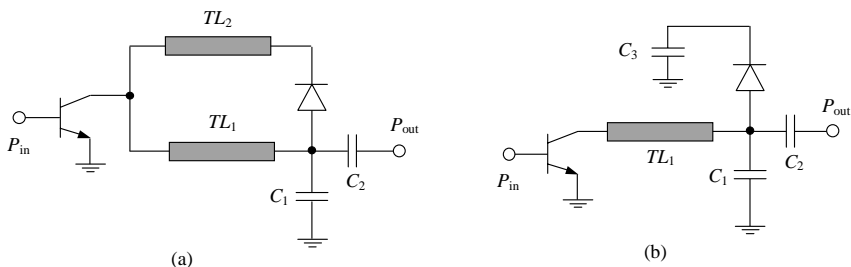 TL2
TL1
Pin
Pout
C2
C1
(a)
C3
Pout
Pin
TL1
C2
C1
(b)